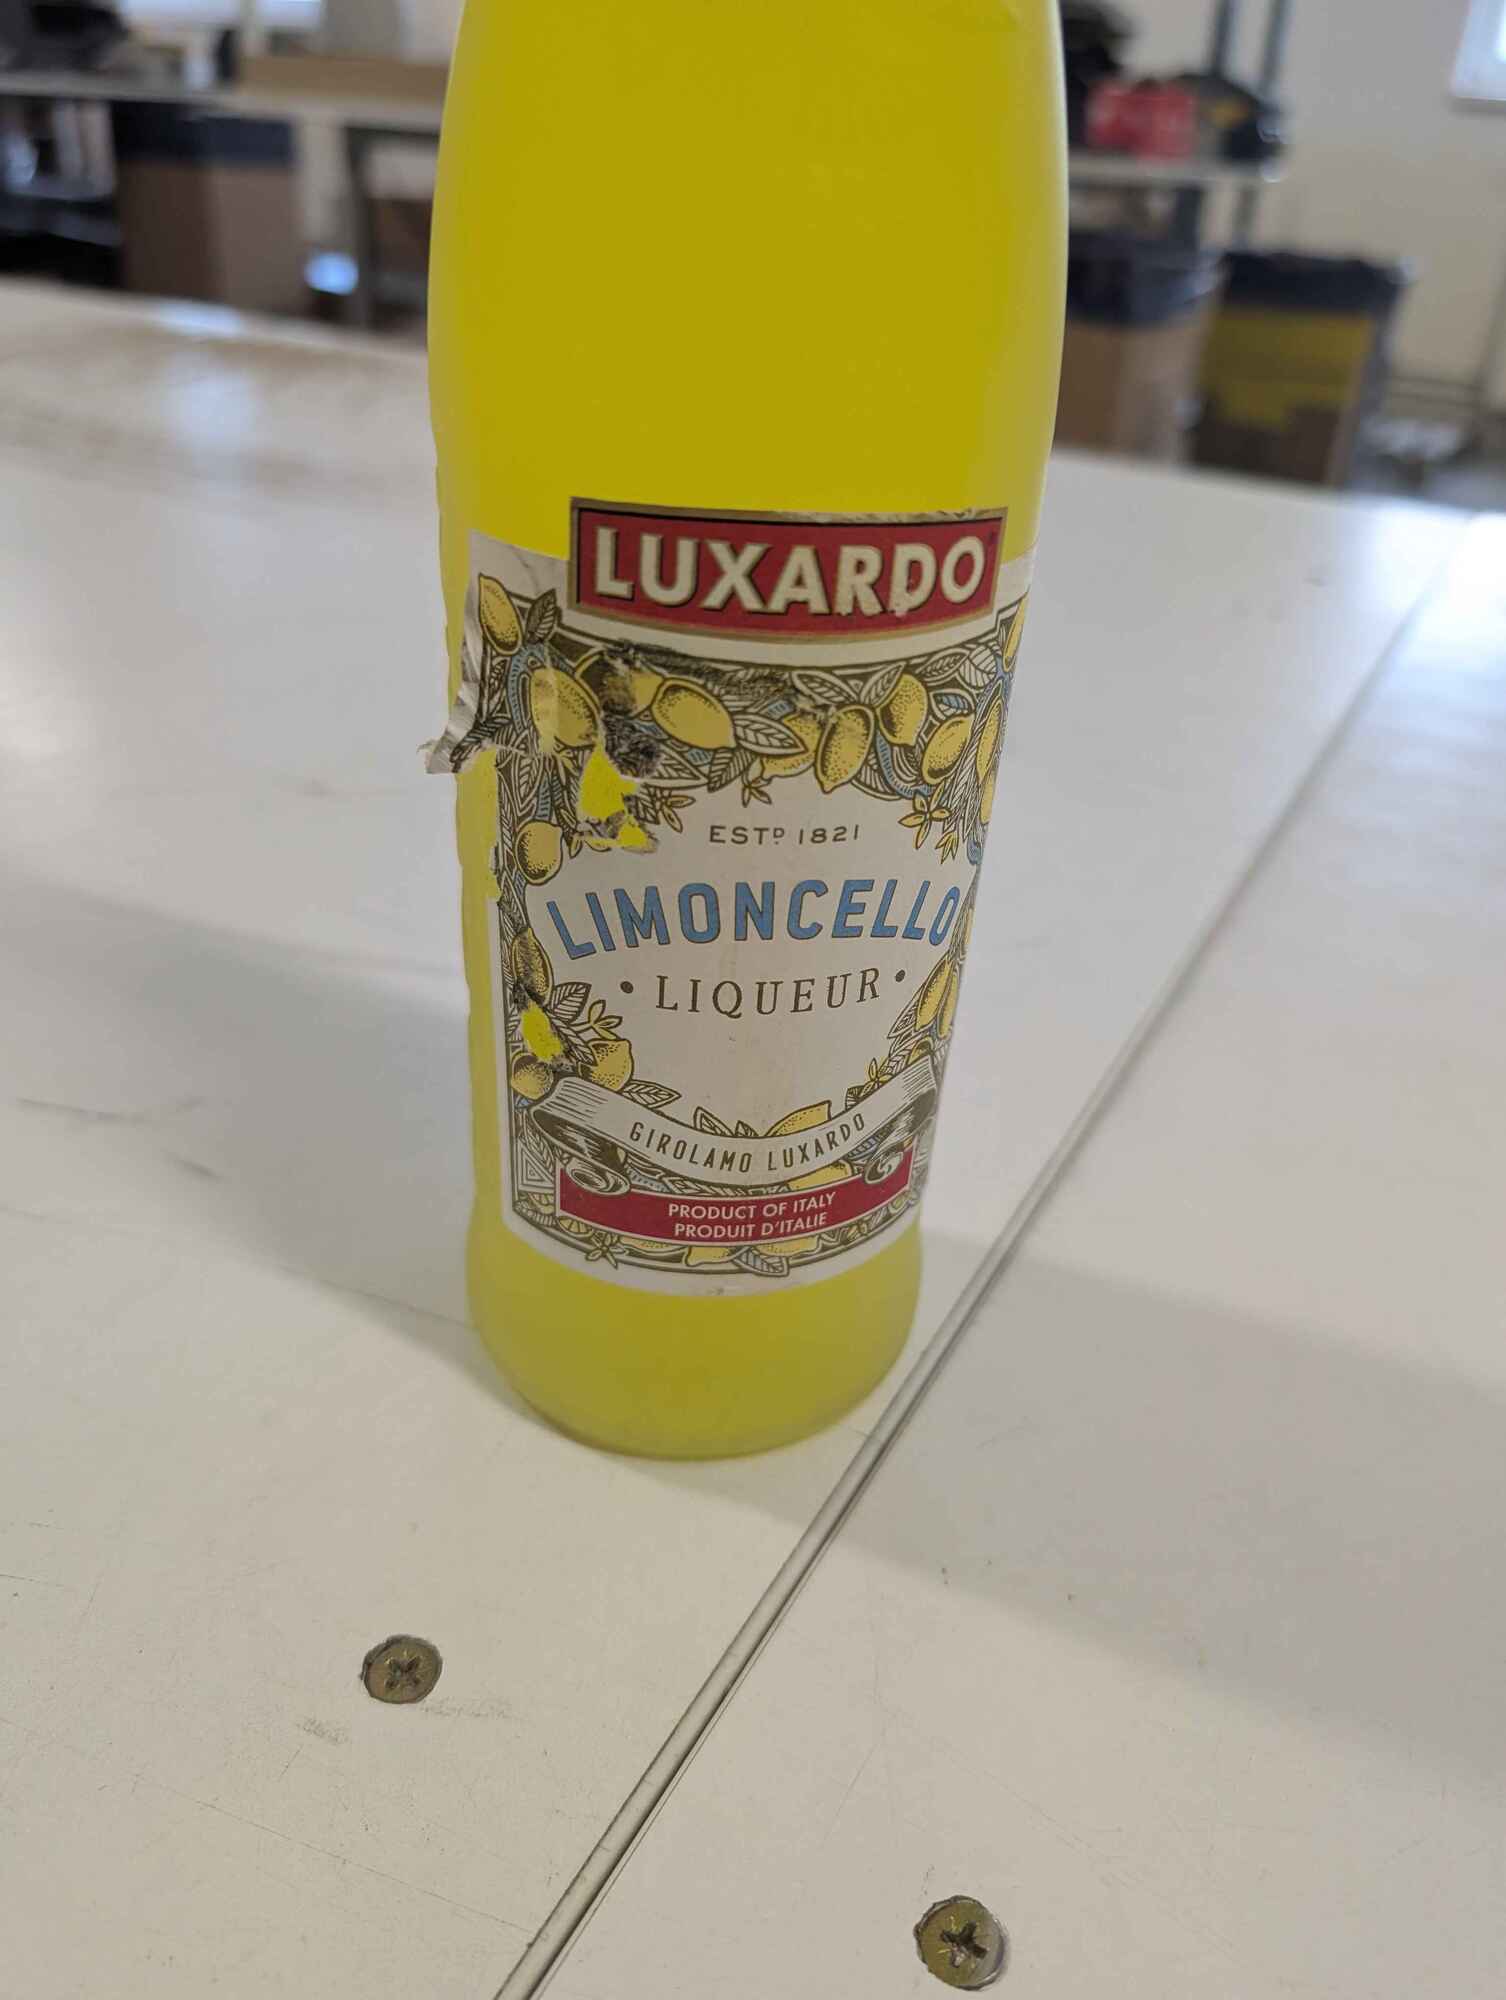 LUXARDO
ESTD 1821
LIMONCELLO
• LIQUEUR •
GIROLAMO LUXARDO
PRODUCT OF ITALY
PRODUIT D'ITALIE